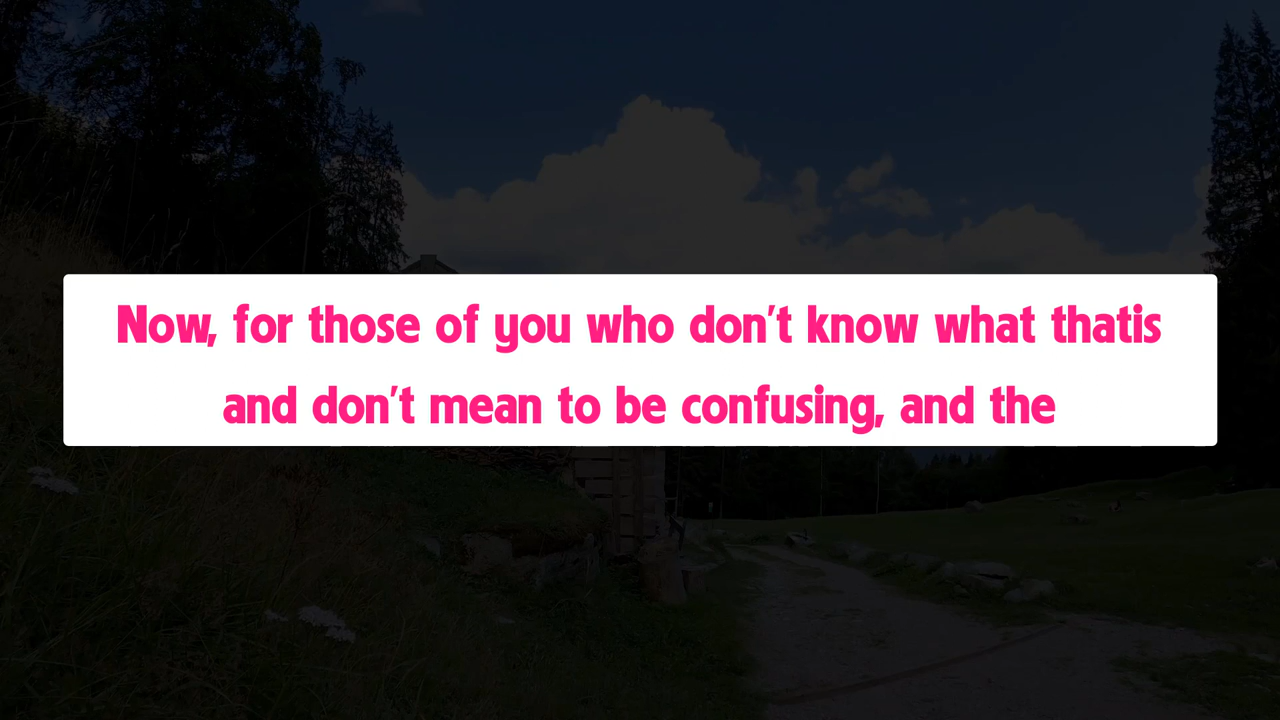 Now, for those of you who don't know what thatis
and don't mean to be confusing, and the